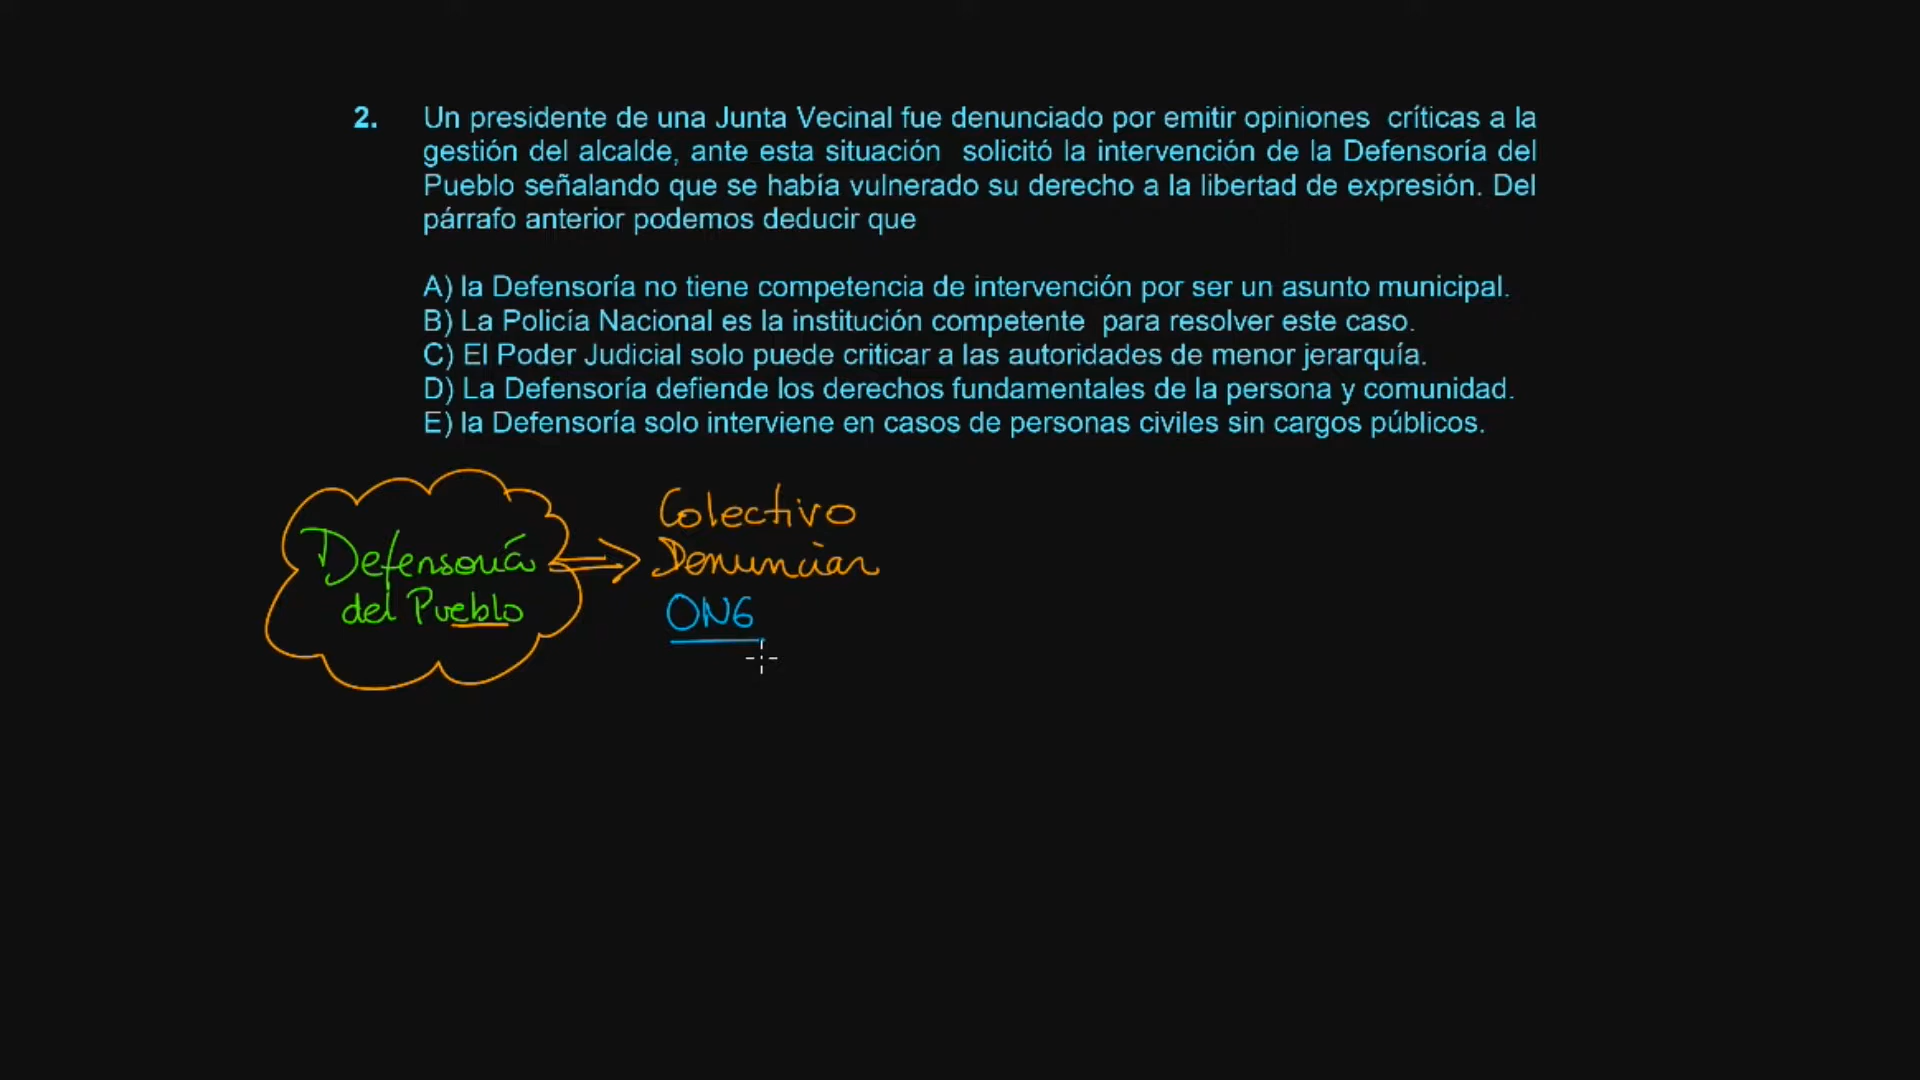 2. Un presidente de una Junta Vecinal fue denunciado por emitir opiniones críticas a la
gestión del alcalde, ante esta situación solicitó la intervención de la Defensoría del
Pueblo señalando que se había vulnerado su derecho a la libertad de expresión. Del
párrafo anterior podemos deducir que
A) la Defensoría no tiene competencia de intervención por ser un asunto municipal.
B) La Policía Nacional es la institución competente para resolver este caso.
C) El Poder Judicial solo puede criticar a las autoridades de menor jerarquía.
D) La Defensoría defiende los derechos fundamentales de la persona y comunidad.
E) la Defensoría solo interviene en casos de personas civiles sin cargos públicos.
Defensoría
del Pueblo
Colectivo
Denunciar
ONG